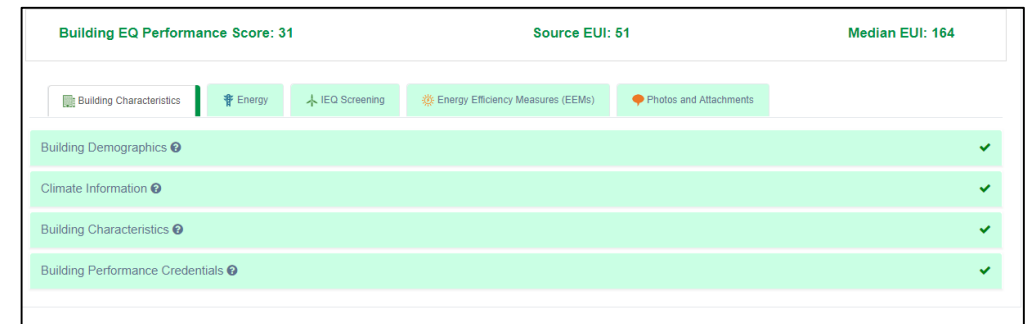 Building EQ Performance Score: 31 Source EUI: 51 Median EUI: 164
Building Characteristics Energy IEQ Screening Energy Efficiency Measures (EEMs) Photos and Attachments
Building Demographics ?
Climate Information ?
Building Characteristics ?
Building Performance Credentials ?